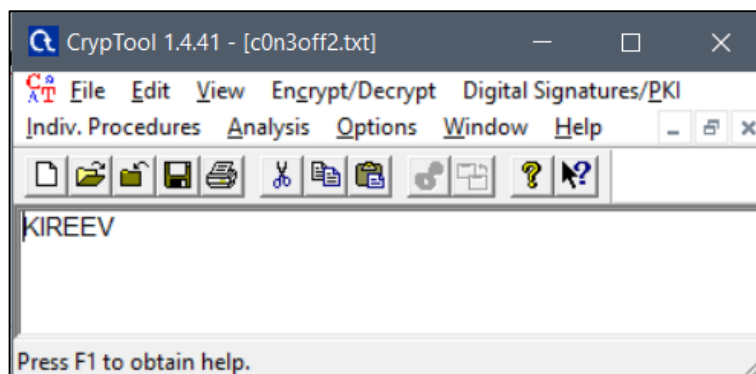 CrypTool 1.4.41 - [c0n3off2.txt]
File Edit View Encrypt/Decrypt Digital Signatures/PKI
Indiv. Procedures Analysis Options Window Help
KIREEV
Press F1 to obtain help.